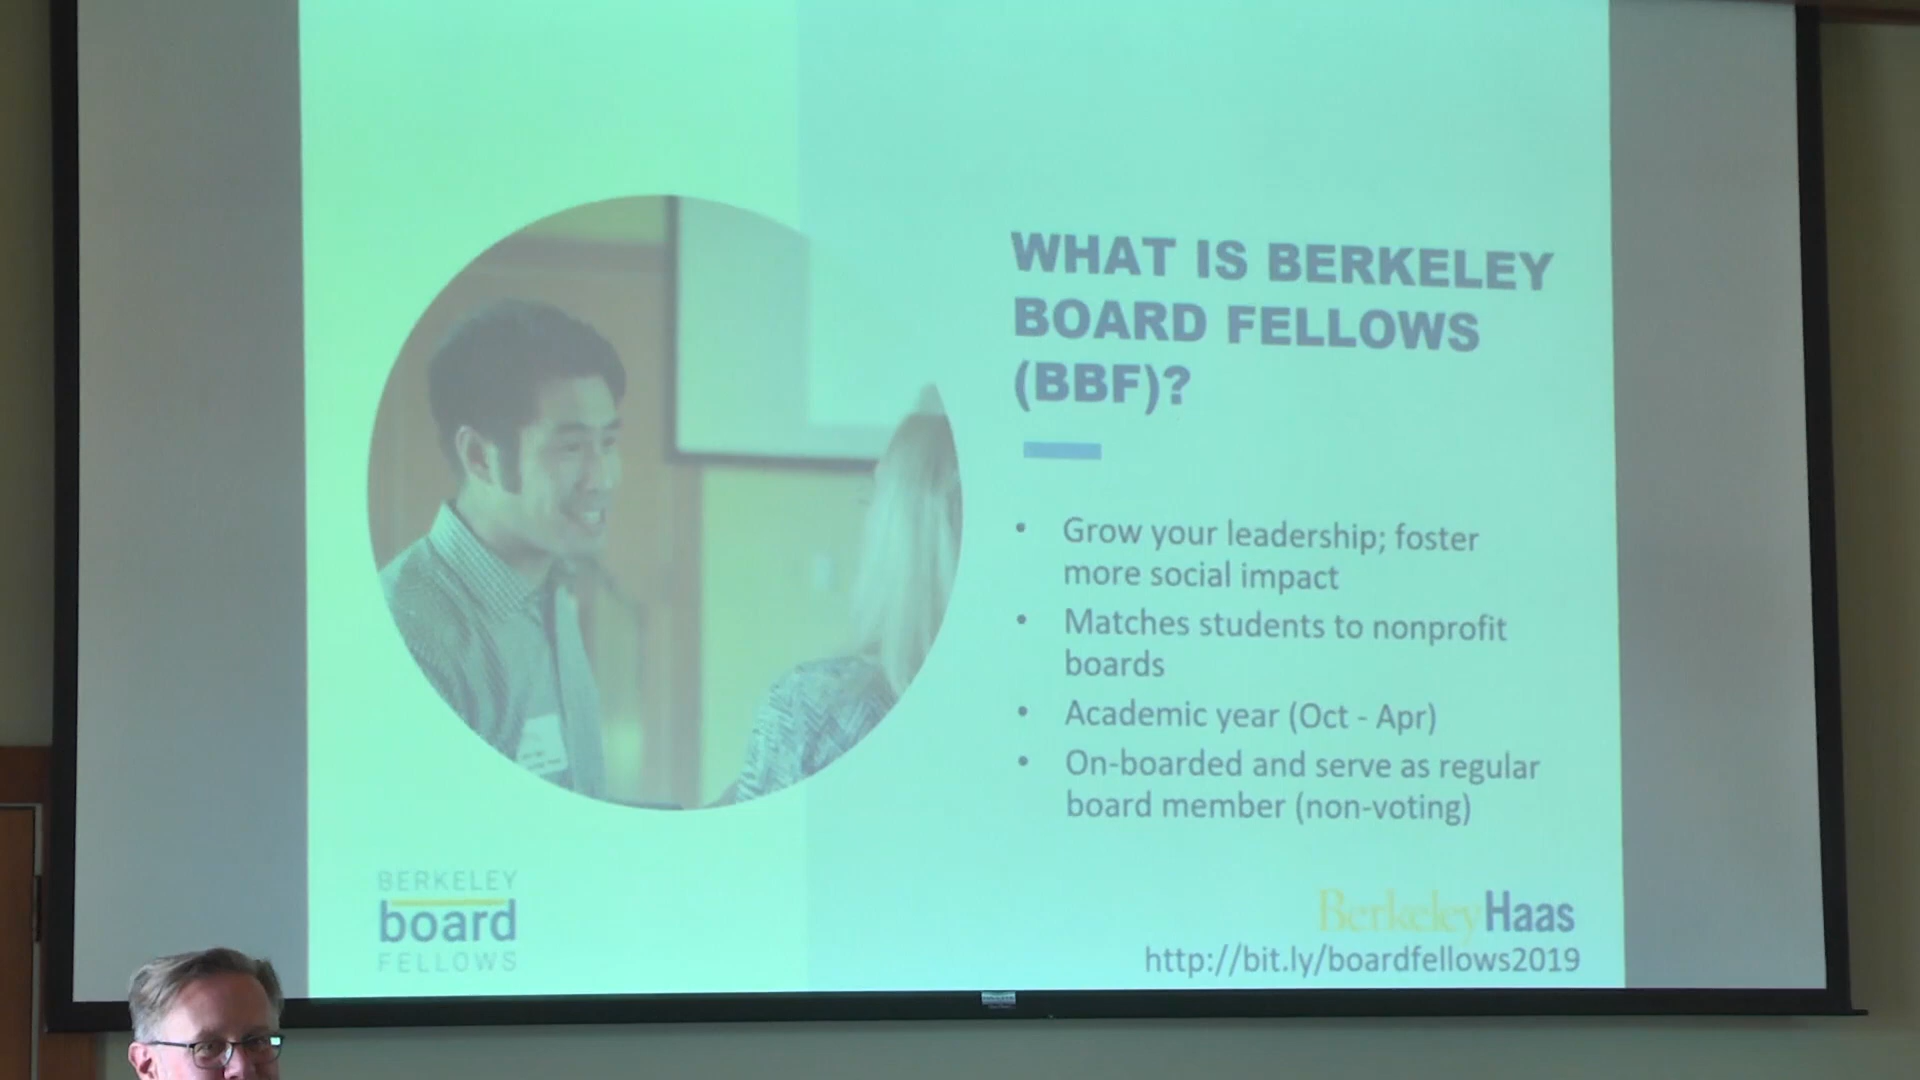 WHAT IS BERKELEY
BOARD FELLOWS
(BBF)?
• Grow your leadership; foster
more social impact
• Matches students to nonprofit
boards
• Academic year (Oct - Apr)
• On-boarded and serve as regular
board member (non-voting)
BERKELEY
board
FELLOWS
BerkeleyHaas
http://bit.ly/boardfellows2019